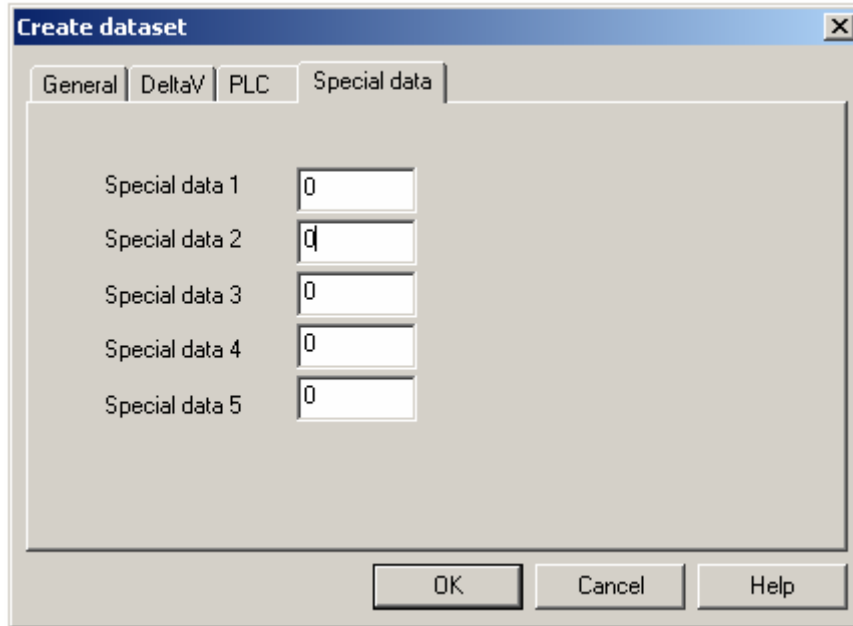 Create dataset
General DeltaV PLC Special data
Special data 1 0
Special data 2 0
Special data 3 0
Special data 4 0
Special data 5 0
OK Cancel Help